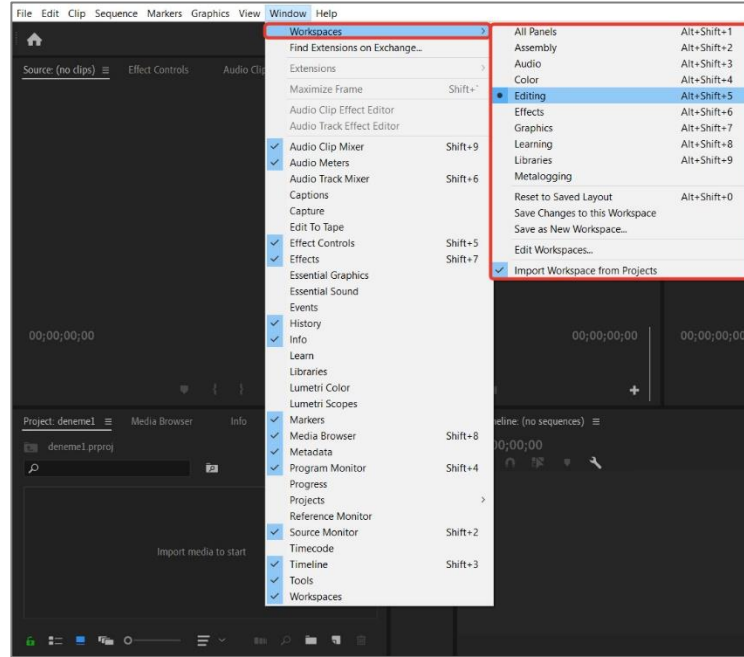 File Edit Clip Sequence Markers Graphics View Window Help
Workspaces
Find Extensions on Exchange...
Extensions
Maximize Frame Shift+`
Audio Clip Effect Editor
Audio Track Effect Editor
Audio Clip Mixer Shift+9
Audio Meters
Audio Track Mixer Shift+6
Captions
Capture
Edit To Tape
Effect Controls Shift+5
Effects Shift+7
Essential Graphics
Essential Sound
Events
History
Info
Learn
Libraries
Lumetri Color
Lumetri Scopes
Markers
Media Browser Shift+8
Metadata
Program Monitor Shift+4
Progress
Projects
Reference Monitor
Source Monitor Shift+2
Timecode
Timeline Shift+3
Tools
Workspaces
All Panels Alt+Shift+1
Assembly Alt+Shift+2
Audio Alt+Shift+3
Color Alt+Shift+4
Editing Alt+Shift+5
Effects Alt+Shift+6
Graphics Alt+Shift+7
Learning Alt+Shift+8
Libraries Alt+Shift+9
Metalogging
Reset to Saved Layout Alt+Shift+0
Save Changes to this Workspace
Save as New Workspace...
Edit Workspaces...
Import Workspace from Projects
Source: (no clips) Effect Controls Audio Clip
00;00;00;00
00;00;00;00 00;00;00;00
Project: deneme1 Media Browser Info
deneme1.prproj
Import media to start
eline: (no sequences)
00;00;00